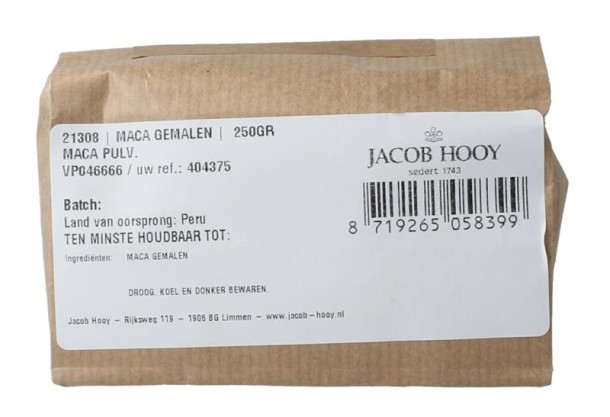 21308 | MACA GEMALEN | 250GR
MACA PULV.
VP046666 / uw ref.: 404375
Batch:
Land van oorsprong: Peru
TEN MINSTE HOUDBAAR TOT:
Ingrediënten: MACA GEMALEN
DROOG, KOEL EN DONKER BEWAREN.
Jacob Hooy – Rijksweg 119 – 1906 BG Limmen – www.jacob-hooy.nl
JACOB HOOY
sedert 1743
8 719265 058399